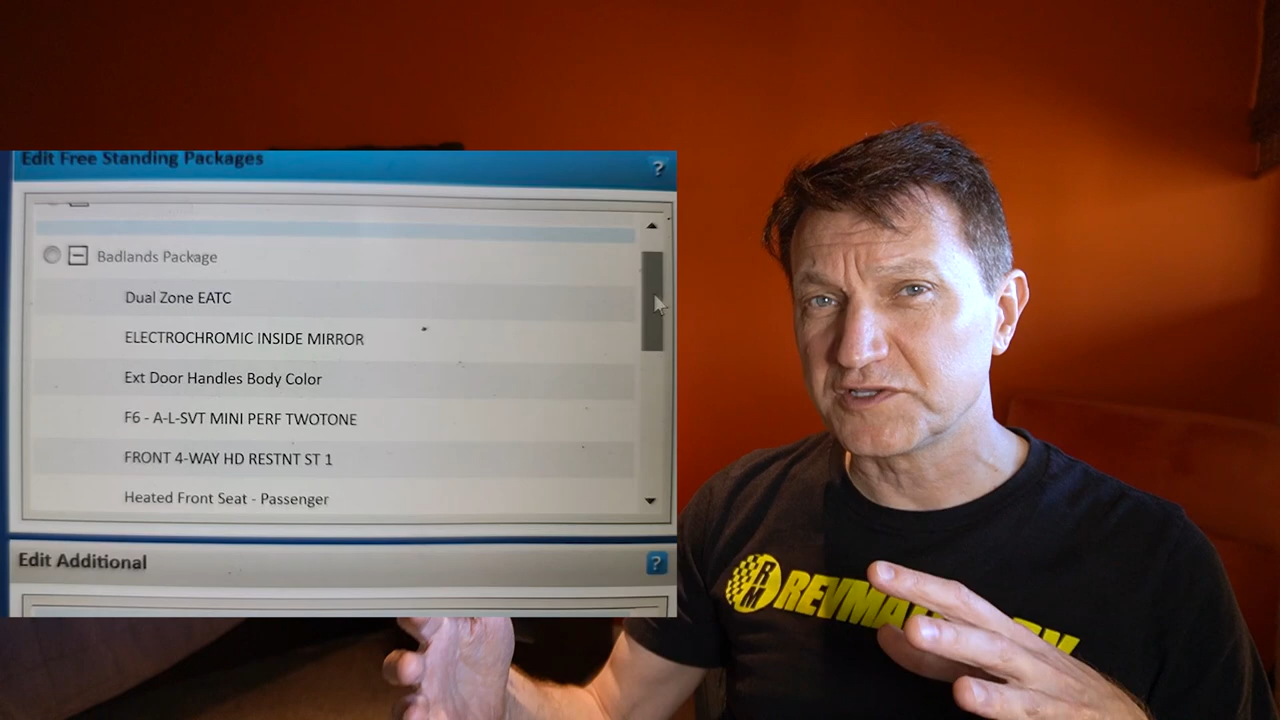 Edit Free Standing Packages
?
Badlands Package
Dual Zone EATC
ELECTROCHROMIC INSIDE MIRROR
Ext Door Handles Body Color
F6 - A-L-SVT MINI PERF TWOTONE
FRONT 4-WAY HD RESTNT ST 1
Heated Front Seat - Passenger
Edit Additional
?
RM